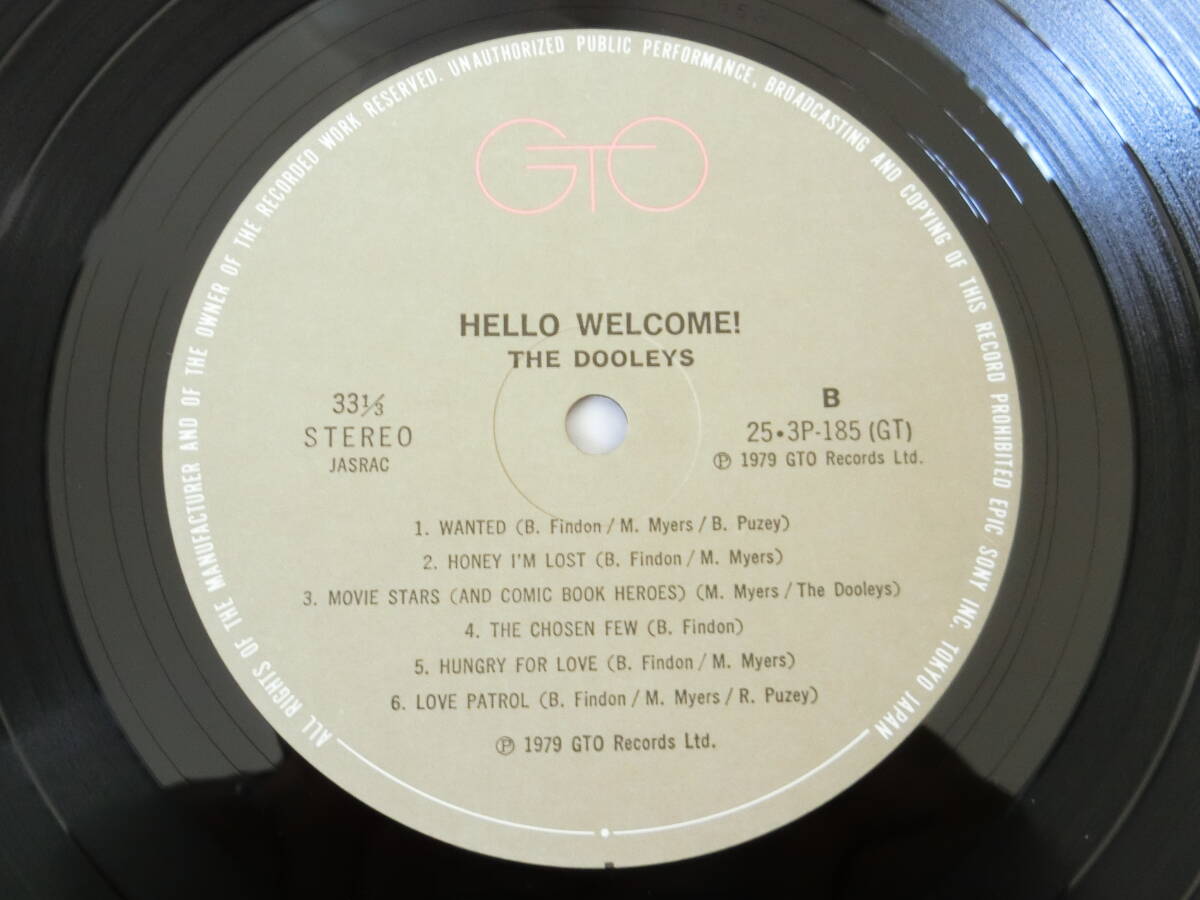 ALL RIGHTS OF THE MANUFACTURER AND OF THE OWNER OF THE RECORDED WORK RESERVED. UNAUTHORIZED PUBLIC PERFORMANCE, BROADCASTING AND COPYING OF THIS RECORD PROHIBITED EPIC/SONY INC. TOKYO JAPAN
GTO
HELLO WELCOME!
THE DOOLEYS
33⅓
STEREO
JASRAC
B
25•3P-185 (GT)
Ⓟ 1979 GTO Records Ltd.
1. WANTED (B. Findon/M. Myers/B. Puzey)
2. HONEY I'M LOST (B. Findon/M. Myers)
3. MOVIE STARS (AND COMIC BOOK HEROES) (M. Myers/The Dooleys)
4. THE CHOSEN FEW (B. Findon)
5. HUNGRY FOR LOVE (B. Findon/M. Myers)
6. LOVE PATROL (B. Findon/M. Myers/R. Puzey)
Ⓟ 1979 GTO Records Ltd.